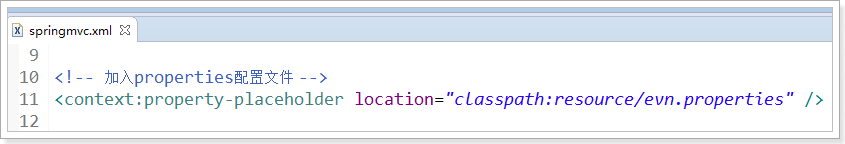 springmvc.xml
9
10 <!-- 加入properties配置文件 -->
11 <context:property-placeholder location="classpath:resource/evn.properties" />
12